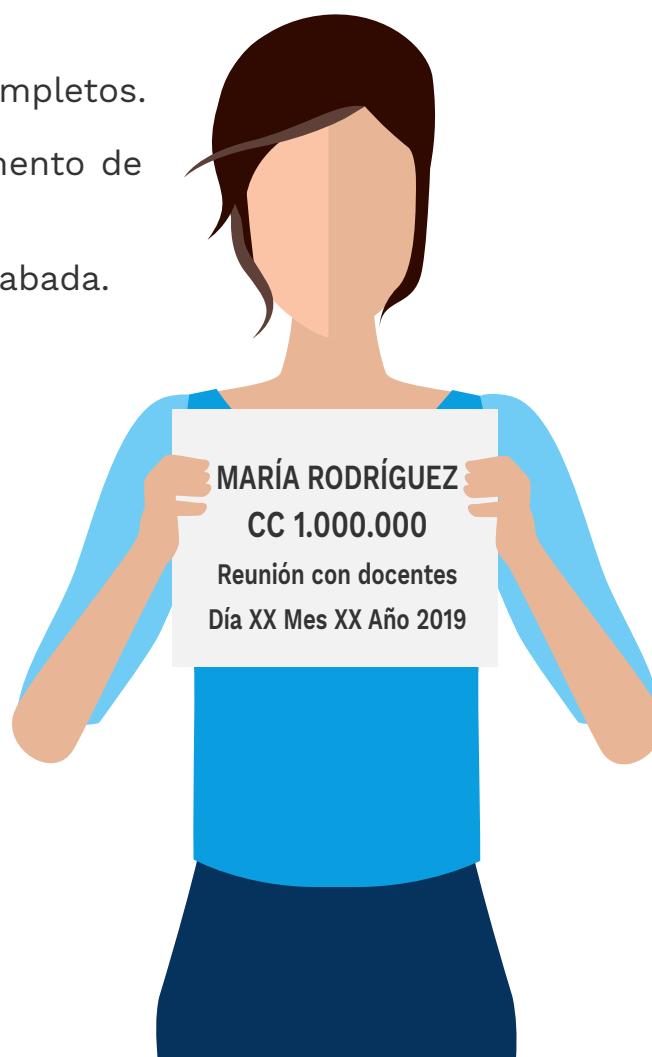 mpletos.
mento de
abada.
MARÍA RODRÍGUEZ
CC 1.000.000
Reunión con docentes
Día XX Mes XX Año 2019